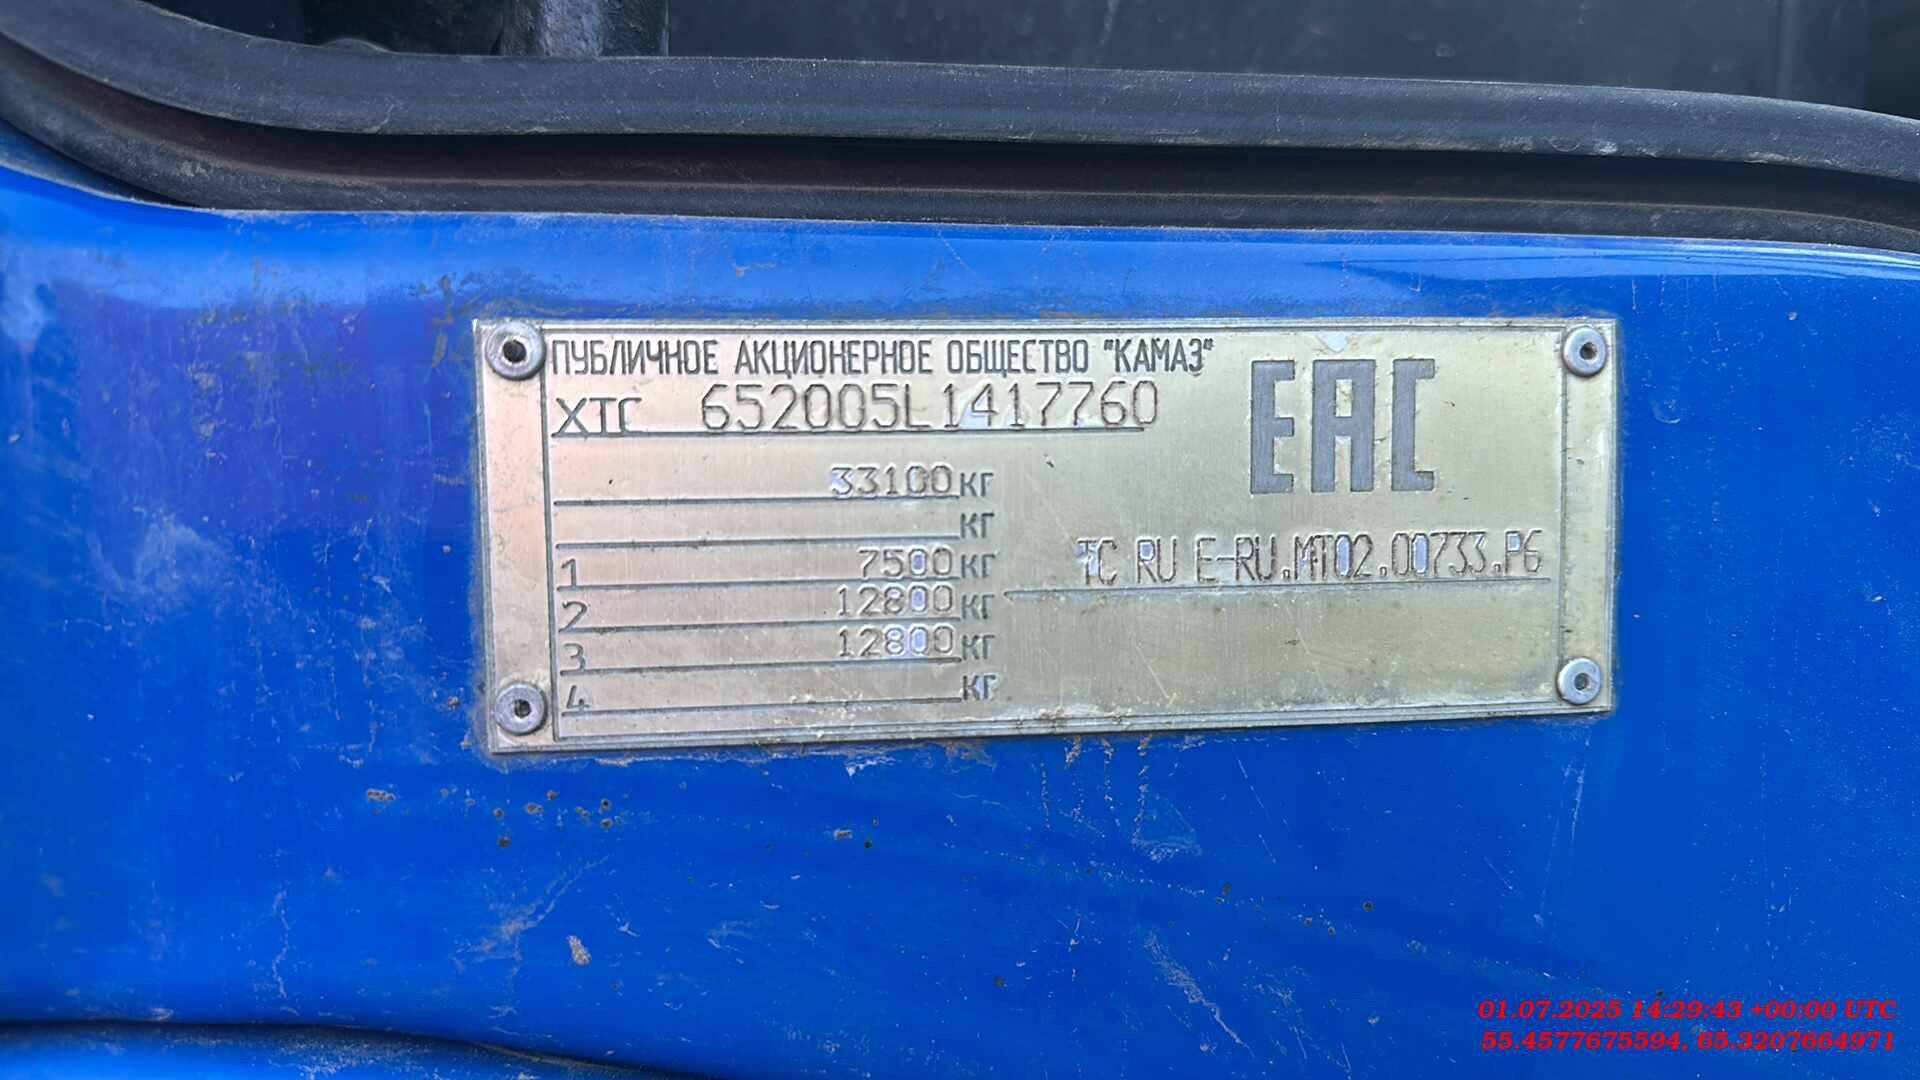 ПУБЛИЧНОЕ АКЦИОНЕРНОЕ ОБЩЕСТВО "КАМАЗ"
XTC 652005L1417760
EAC
33100 КГ
КГ
1 7500 КГ
TC RU E-RU.MT02.00733.P6
2 12800 КГ
3 12800 КГ
4 КГ
01.07.2025 14:29:43 +00:00 UTC
55.4577675594, 65.3207664971